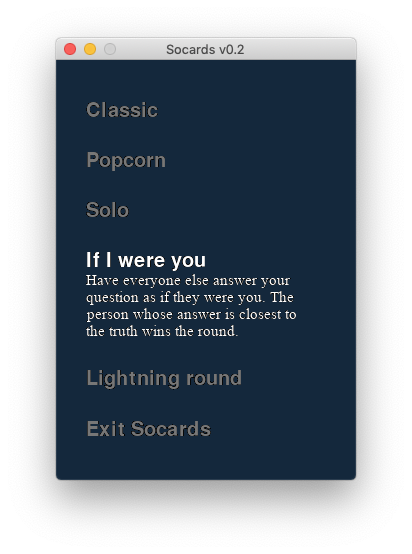 Socards v0.2
Classic
Popcorn
Solo
If I were you
Have everyone else answer your
question as if they were you. The
person whose answer is closest to
the truth wins the round.
Lightning round
Exit Socards